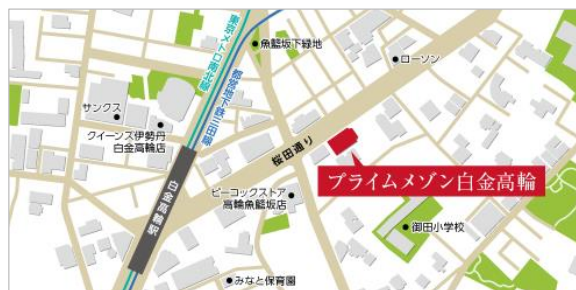 東京メトロ南北線
都営地下鉄三田線
魚籃坂下緑地
ローソン
サンクス
クイーンズ伊勢丹
白金高輪店
桜田通り
プライムメゾン白金高輪
白金高輪駅
ピーコックストア
高輪魚籃坂店
御田小学校
みなと保育園